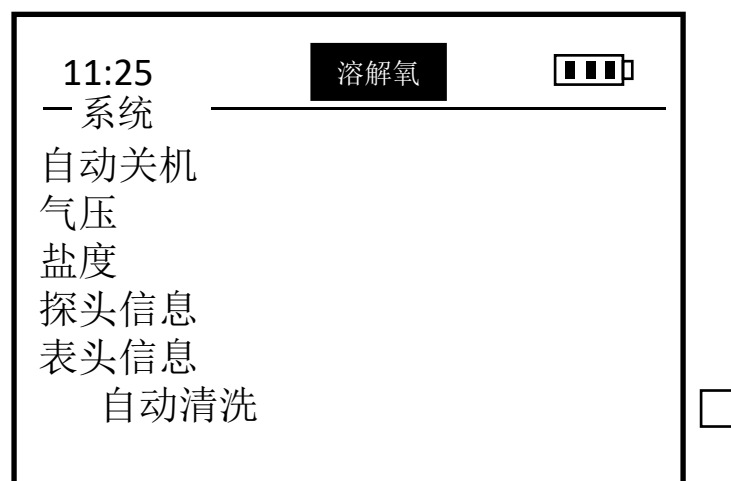 11:25 溶解氧
系统
自动关机
气压
盐度
探头信息
表头信息
自动清洗